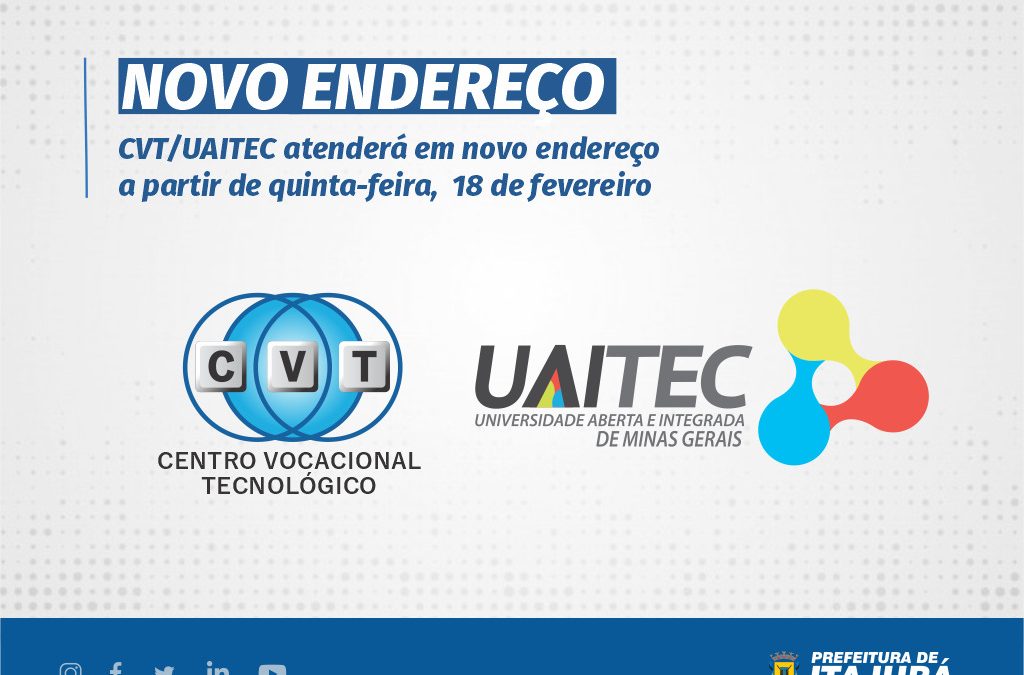 NOVO ENDEREÇO
CVT/UAITEC atenderá em novo endereço
a partir de quinta-feira, 18 de fevereiro
C V T
CENTRO VOCACIONAL
TECNOLÓGICO
UAITEC
UNIVERSIDADE ABERTA E INTEGRADA
DE MINAS GERAIS
PREFEITURA DE
ITAJUBÁ